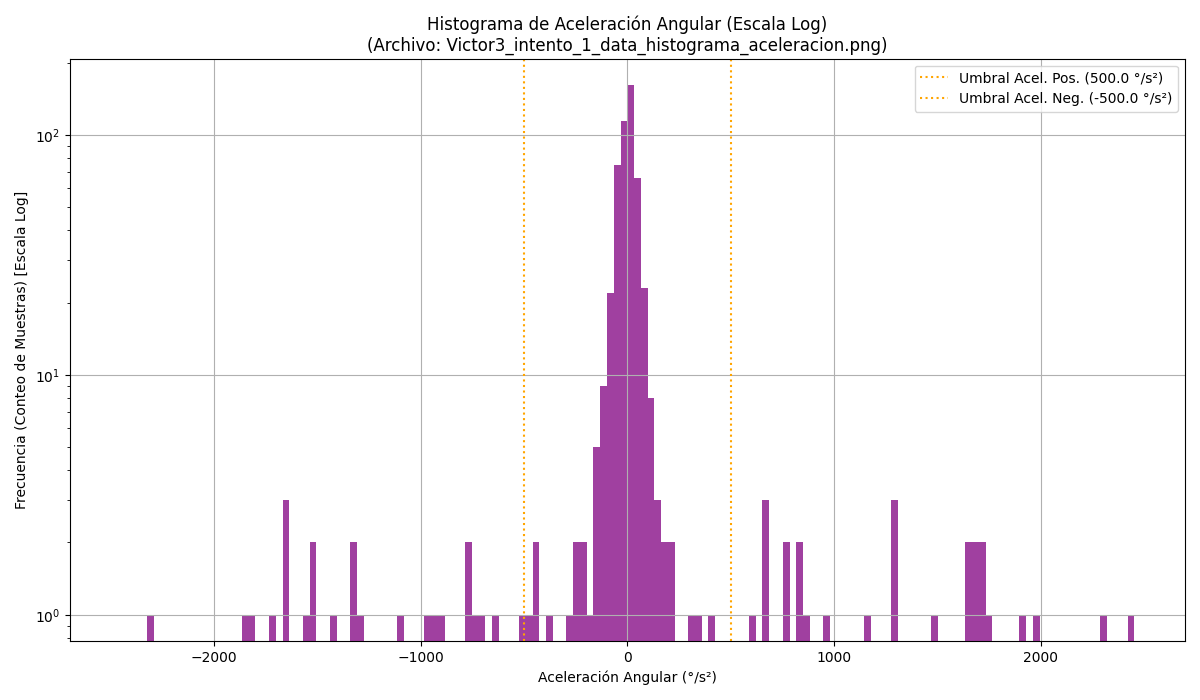 Histograma de Aceleración Angular (Escala Log)
(Archivo: Victor3_intento_1_data_histograma_aceleracion.png)
Umbral Acel. Pos. (500.0 °/s²)
Umbral Acel. Neg. (-500.0 °/s²)
Frecuencia (Conteo de Muestras) [Escala Log]
10²
10¹
10⁰
−2000 −1000 0 1000 2000
Aceleración Angular (°/s²)